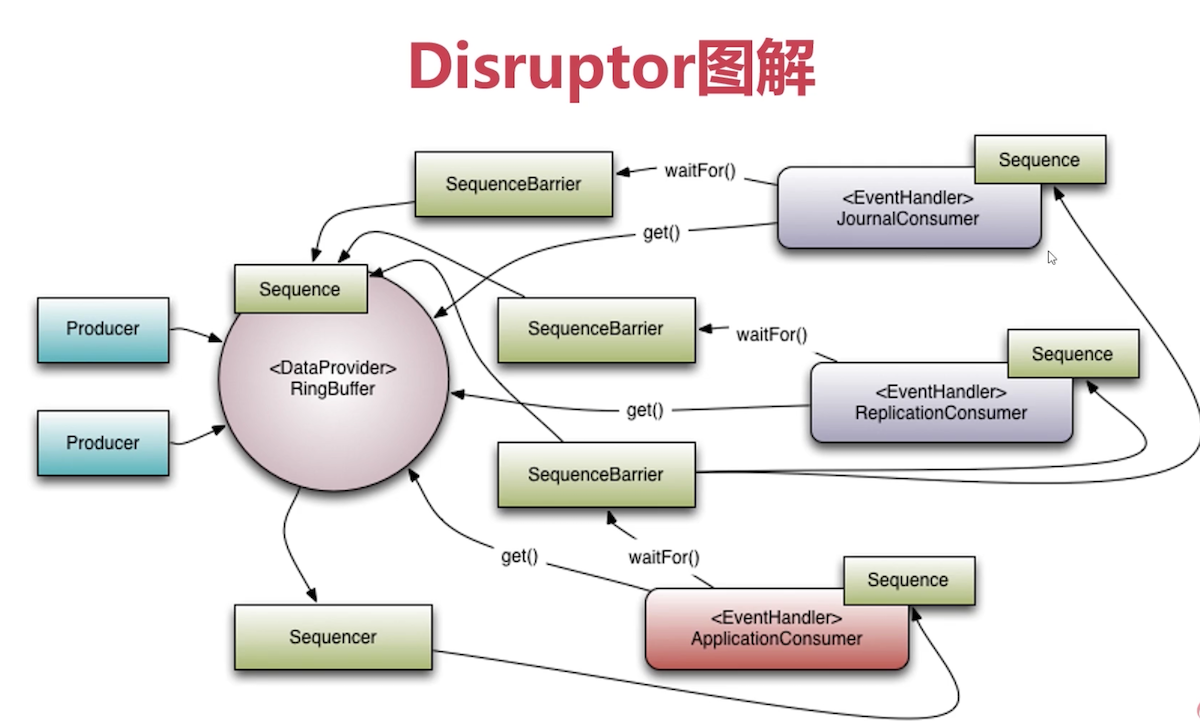 Disruptor图解
Sequence
SequenceBarrier
waitFor()
<EventHandler>
JournalConsumer
get()
Sequence
Producer
SequenceBarrier
waitFor()
Sequence
<DataProvider>
RingBuffer
<EventHandler>
ReplicationConsumer
get()
Producer
SequenceBarrier
get()
waitFor()
Sequence
<EventHandler>
ApplicationConsumer
Sequencer